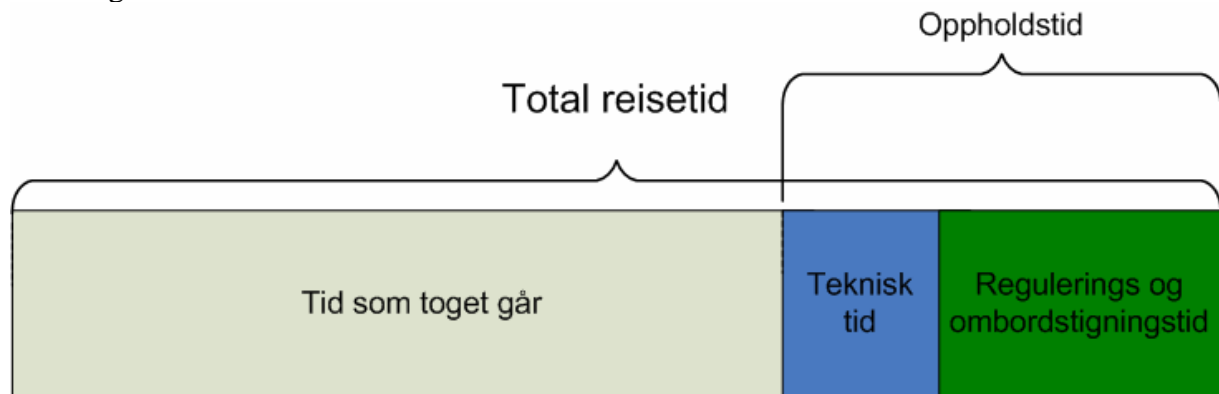 Oppholdstid
Total reisetid
Tid som toget går
Teknisk
tid
Regulerings og
ombordstigningstid